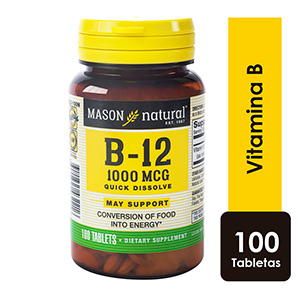 MASON natural
EST. 1967
B-12
1000 MCG
QUICK DISSOLVE
MAY SUPPORT
CONVERSION OF FOOD
INTO ENERGY*
100 TABLETS • DIETARY SUPPLEMENT
Vitamina B
100
Tabletas